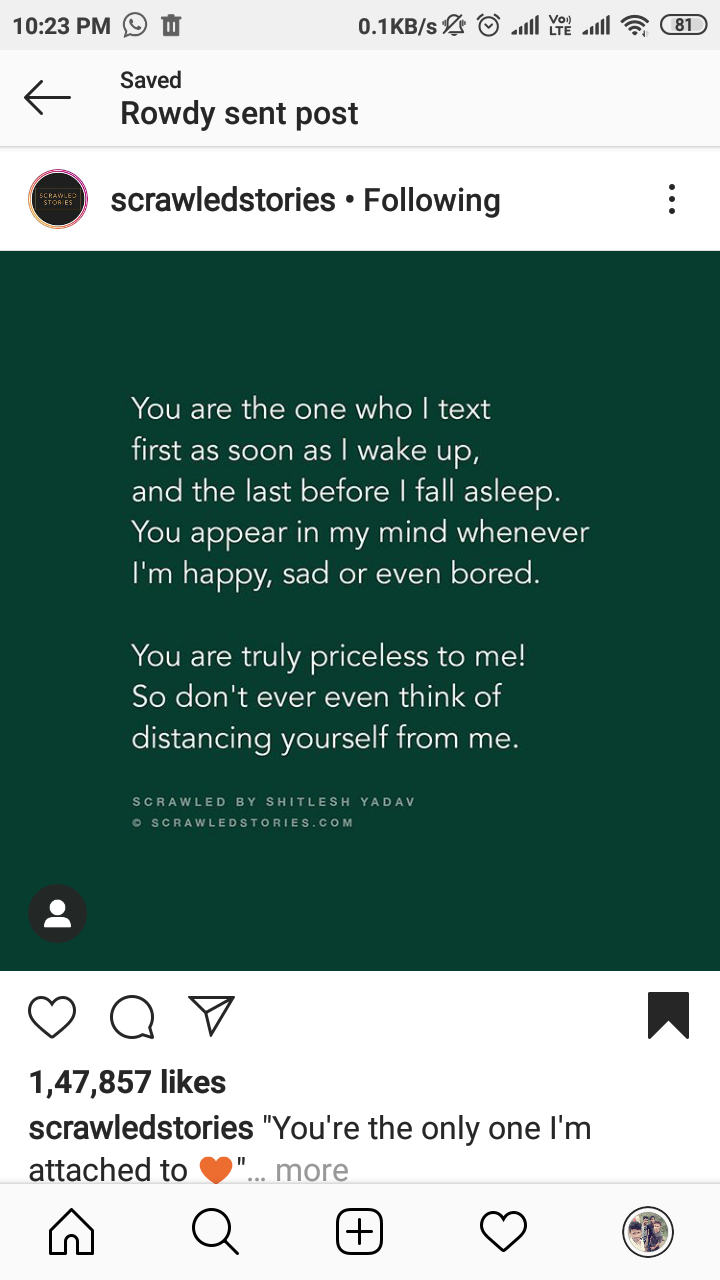 10:23 PM 0.1KB/s Vo)) LTE 81
Saved
Rowdy sent post
SCRAWLED
STORIES
scrawledstories • Following
You are the one who I text
first as soon as I wake up,
and the last before I fall asleep.
You appear in my mind whenever
I'm happy, sad or even bored.
You are truly priceless to me!
So don't ever even think of
distancing yourself from me.
SCRAWLED BY SHITLESH YADAV
© SCRAWLEDSTORIES.COM
1,47,857 likes
scrawledstories "You're the only one I'm
attached to 🧡"... more